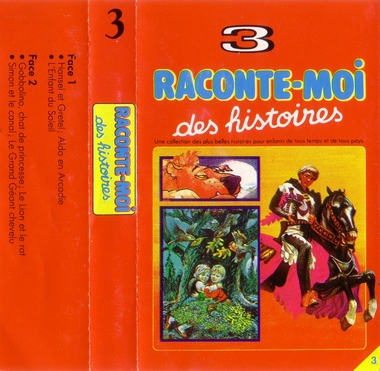 Face 1
• Hansel et Gretel; Aldo en Arcadie
• L'Enfant du Soleil
Face 2
• Gobbolino, chat de princesse; Le Lion et le rat
• Simon et le canaj; Le Grand Géant chevelu
3
RACONTE-MOI
des histoires
3
RACONTE-MOI
des histoires
Une collection des plus belles histoires pour enfants de tous temps et de tous pays.
3